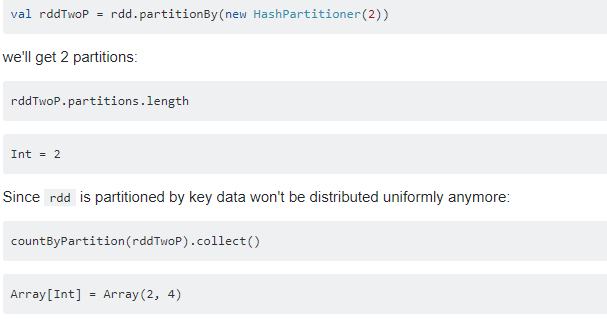 val rddTwoP = rdd.partitionBy(new HashPartitioner(2))
we'll get 2 partitions:
rddTwoP.partitions.length
Int = 2
Since rdd is partitioned by key data won't be distributed uniformly anymore:
countByPartition(rddTwoP).collect()
Array[Int] = Array(2, 4)